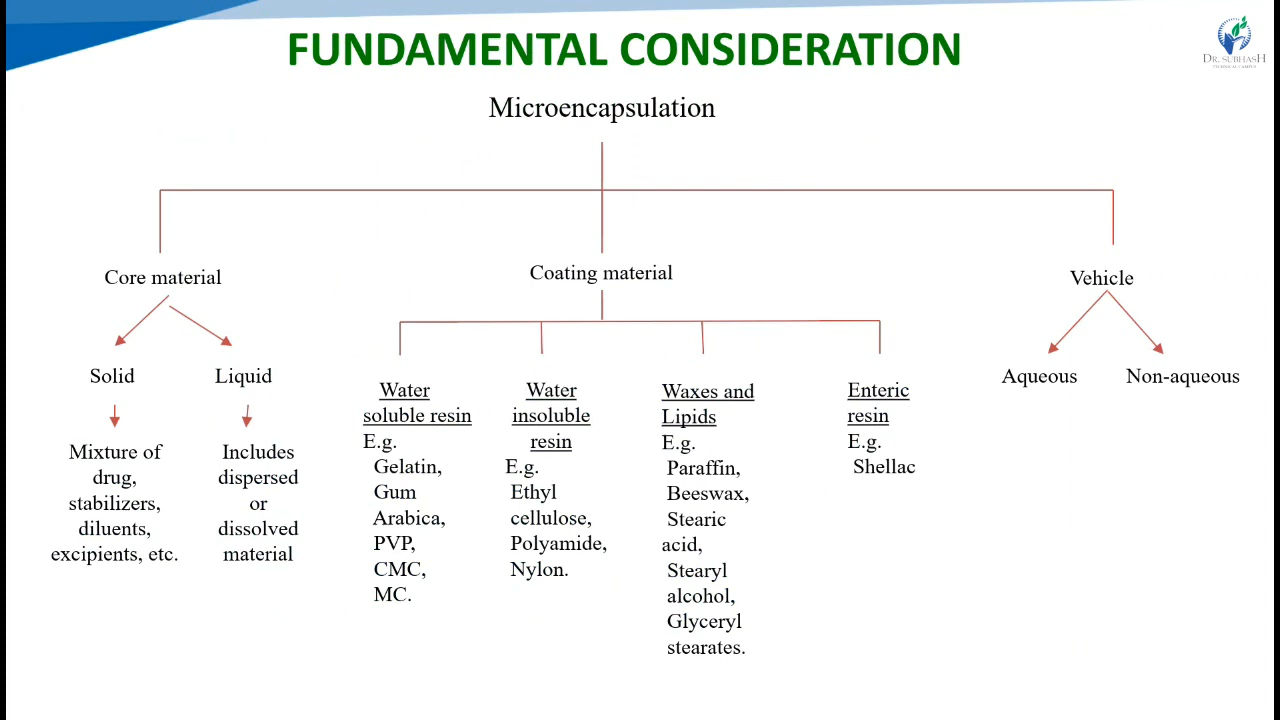 FUNDAMENTAL CONSIDERATION
DR. SUBHASH
TECHNICAL CAMPUS
Microencapsulation
Core material
Coating material
Vehicle
Solid
Liquid
Mixture of
drug,
stabilizers,
diluents,
excipients, etc.
Includes
dispersed
or
dissolved
material
Water
soluble resin
E.g.
Gelatin,
Gum
Arabica,
PVP,
CMC,
MC.
Water
insoluble
resin
E.g.
Ethyl
cellulose,
Polyamide,
Nylon.
Waxes and
Lipids
E.g.
Paraffin,
Beeswax,
Stearic
acid,
Stearyl
alcohol,
Glyceryl
stearates.
Enteric
resin
E.g.
Shellac
Aqueous
Non-aqueous